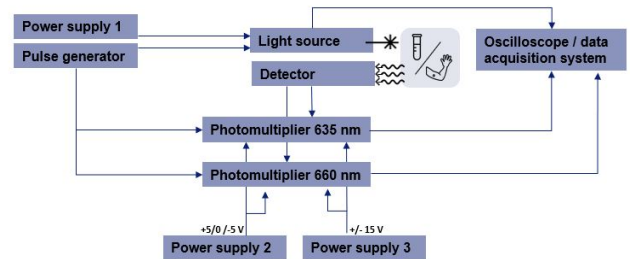 Power supply 1
Pulse generator
Light source
Detector
Oscilloscope / data
acquisition system
Photomultiplier 635 nm
Photomultiplier 660 nm
+5/0 /-5 V
+/- 15 V
Power supply 2
Power supply 3